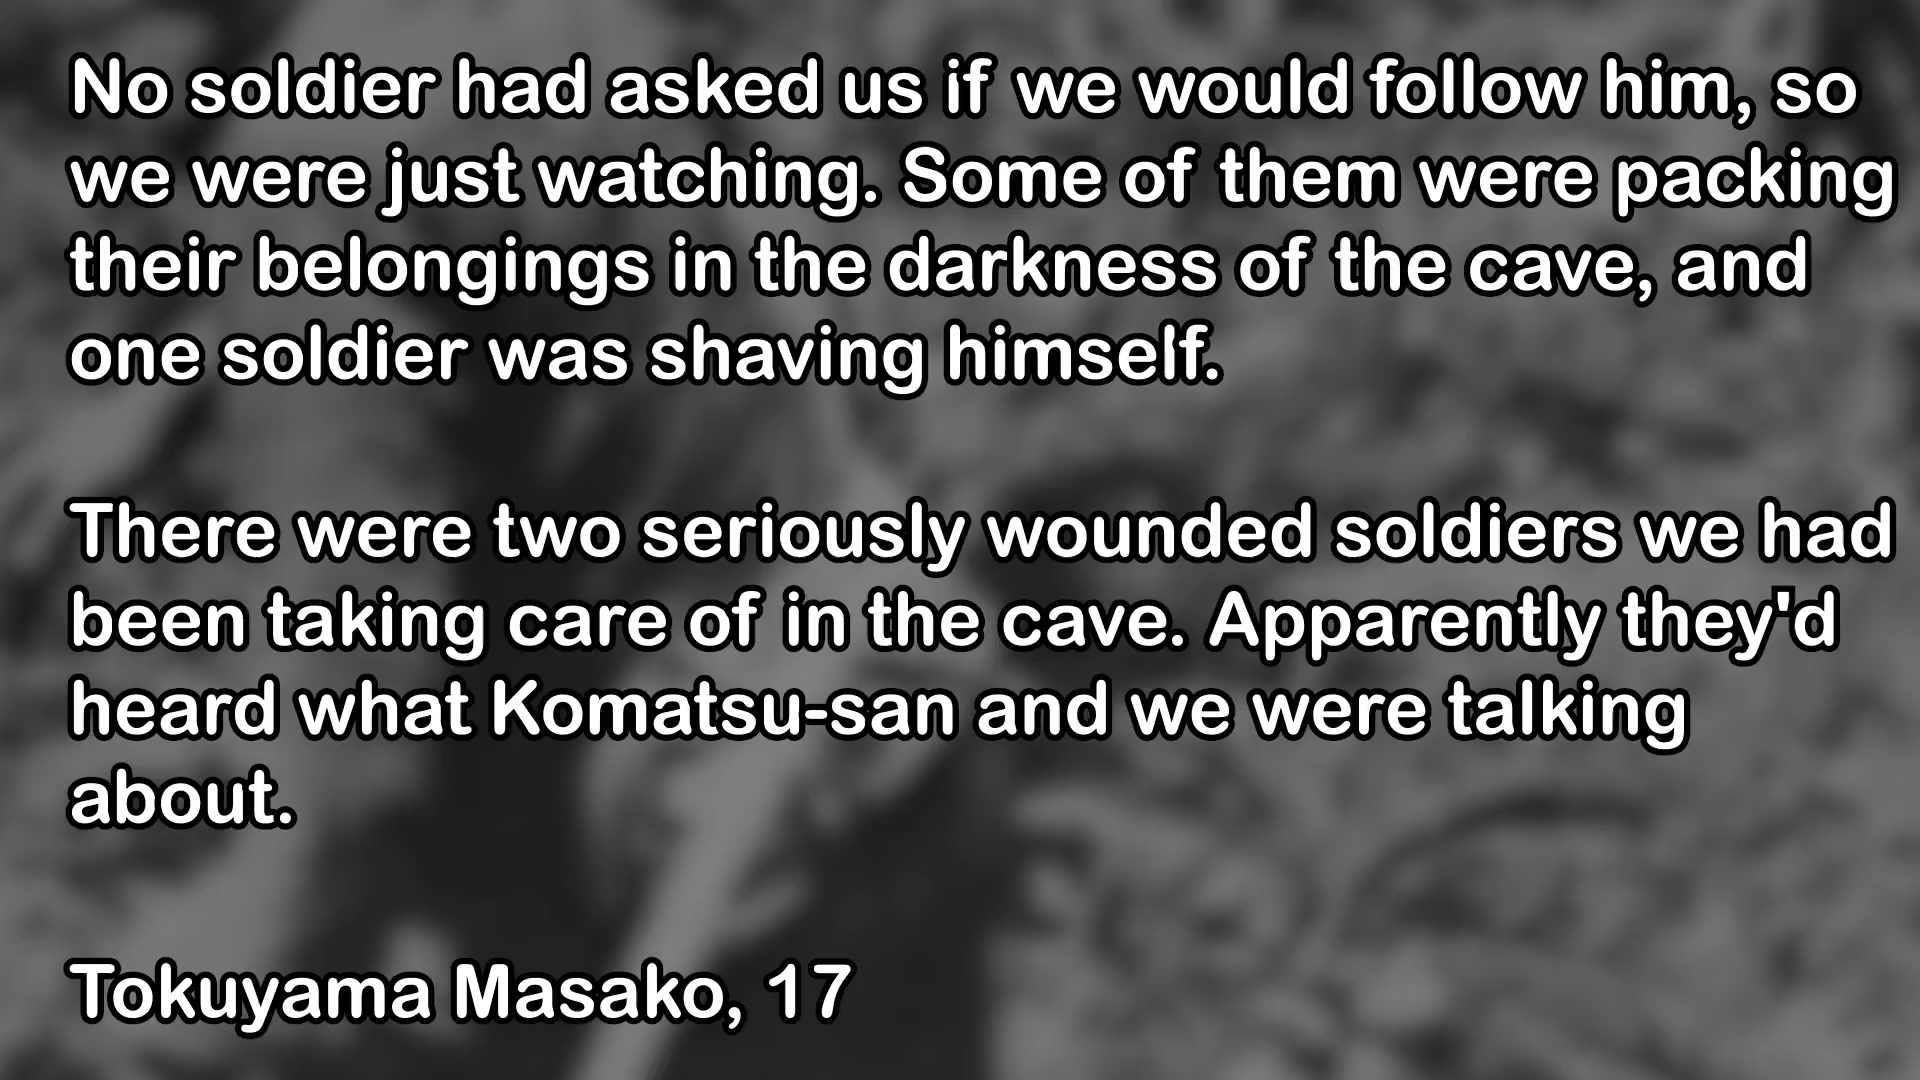 No soldier had asked us if we would follow him, so
we were just watching. Some of them were packing
their belongings in the darkness of the cave, and
one soldier was shaving himself.
There were two seriously wounded soldiers we had
been taking care of in the cave. Apparently they'd
heard what Komatsu-san and we were talking
about.
Tokuyama Masako, 17